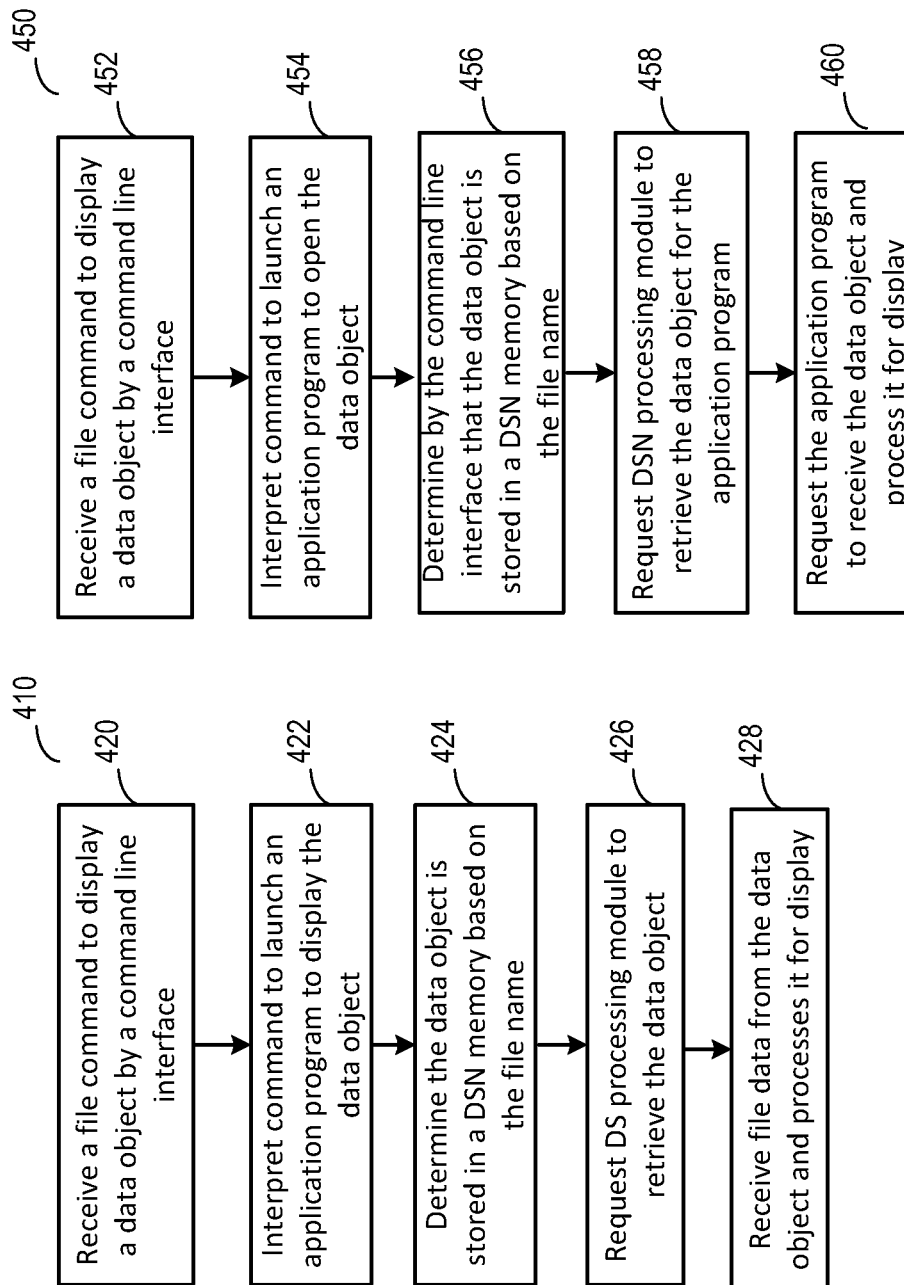 410
420
Receive a file command to display
a data object by a command line
interface
422
Interpret command to launch an
application program to display the
data object
424
Determine the data object is
stored in a DSN memory based on
the file name
426
Request DS processing module to
retrieve the data object
428
Receive file data from the data
object and processes it for display
450
452
Receive a file command to display
a data object by a command line
interface
454
Interpret command to launch an
application program to open the
data object
456
Determine by the command line
interface that the data object is
stored in a DSN memory based on
the file name
458
Request DSN processing module to
retrieve the data object for the
application program
460
Request the application program
to receive the data object and
process it for display